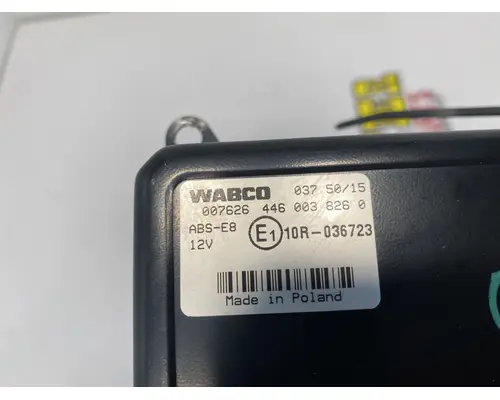 WABCO 037 50/15
007626 446 003 826 0
ABS-E8
12V
E1 10R-036723
Made in Poland